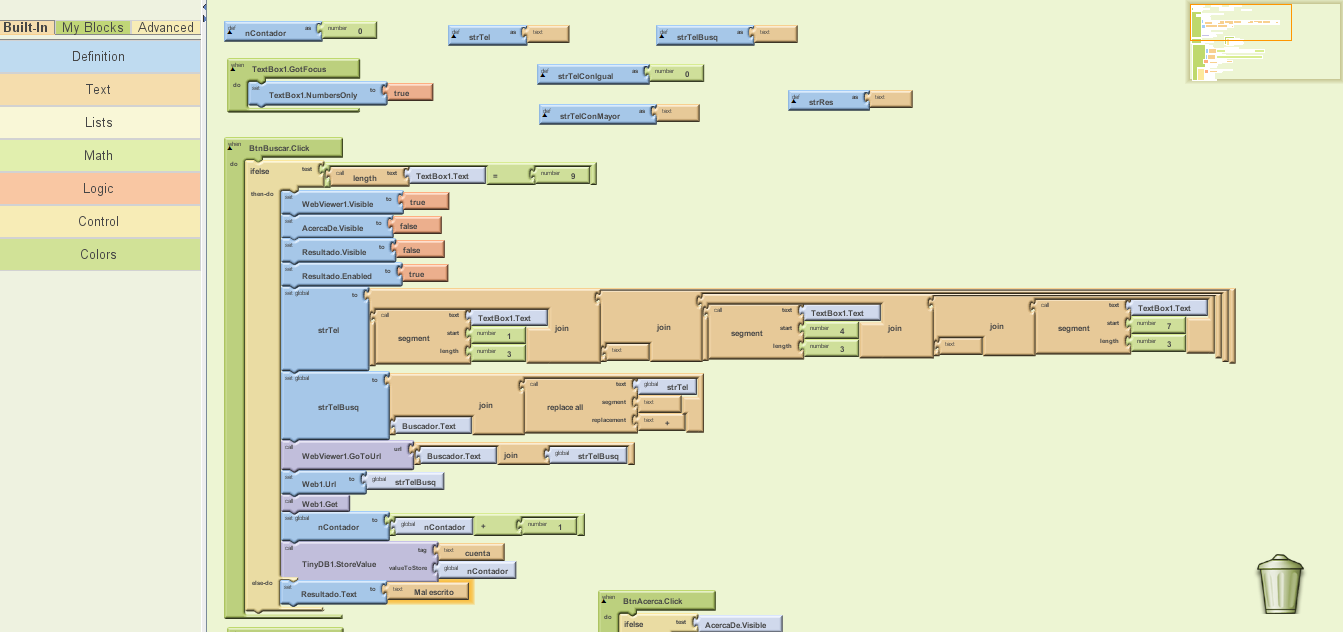 Built-In My Blocks Advanced
Definition
Text
Lists
Math
Logic
Control
Colors
def nContador as number 0
def strTel as text
def strTelBusq as text
when TextBox1.GotFocus
do set TextBox1.NumbersOnly to true
def strTelConIgual as number 0
def strTelConMayor as text
def strRes as text
when BtnBuscar.Click
do ifelse test call length text TextBox1.Text = number 9
then-do set WebViewer1.Visible to true
set AcercaDe.Visible to false
set Resultado.Visible to false
set Resultado.Enabled to true
set global strTel to
call segment text TextBox1.Text start number 1 length number 3
join text join
call segment text TextBox1.Text start number 4 length number 3
join text join
call segment text TextBox1.Text start number 7 length number 3
set global strTelBusq to Buscador.Text join
call replace all text global strTel
segment text
replacement text +
call WebViewer1.GoToUrl url Buscador.Text join global strTelBusq
set Web1.Url to global strTelBusq
call Web1.Get
set global nContador to global nContador + number 1
call TinyDB1.StoreValue tag text cuenta
valueToStore global nContador
else-do set Resultado.Text to text Mal escrito
when BtnAcerca.Click
do ifelse test AcercaDe.Visible